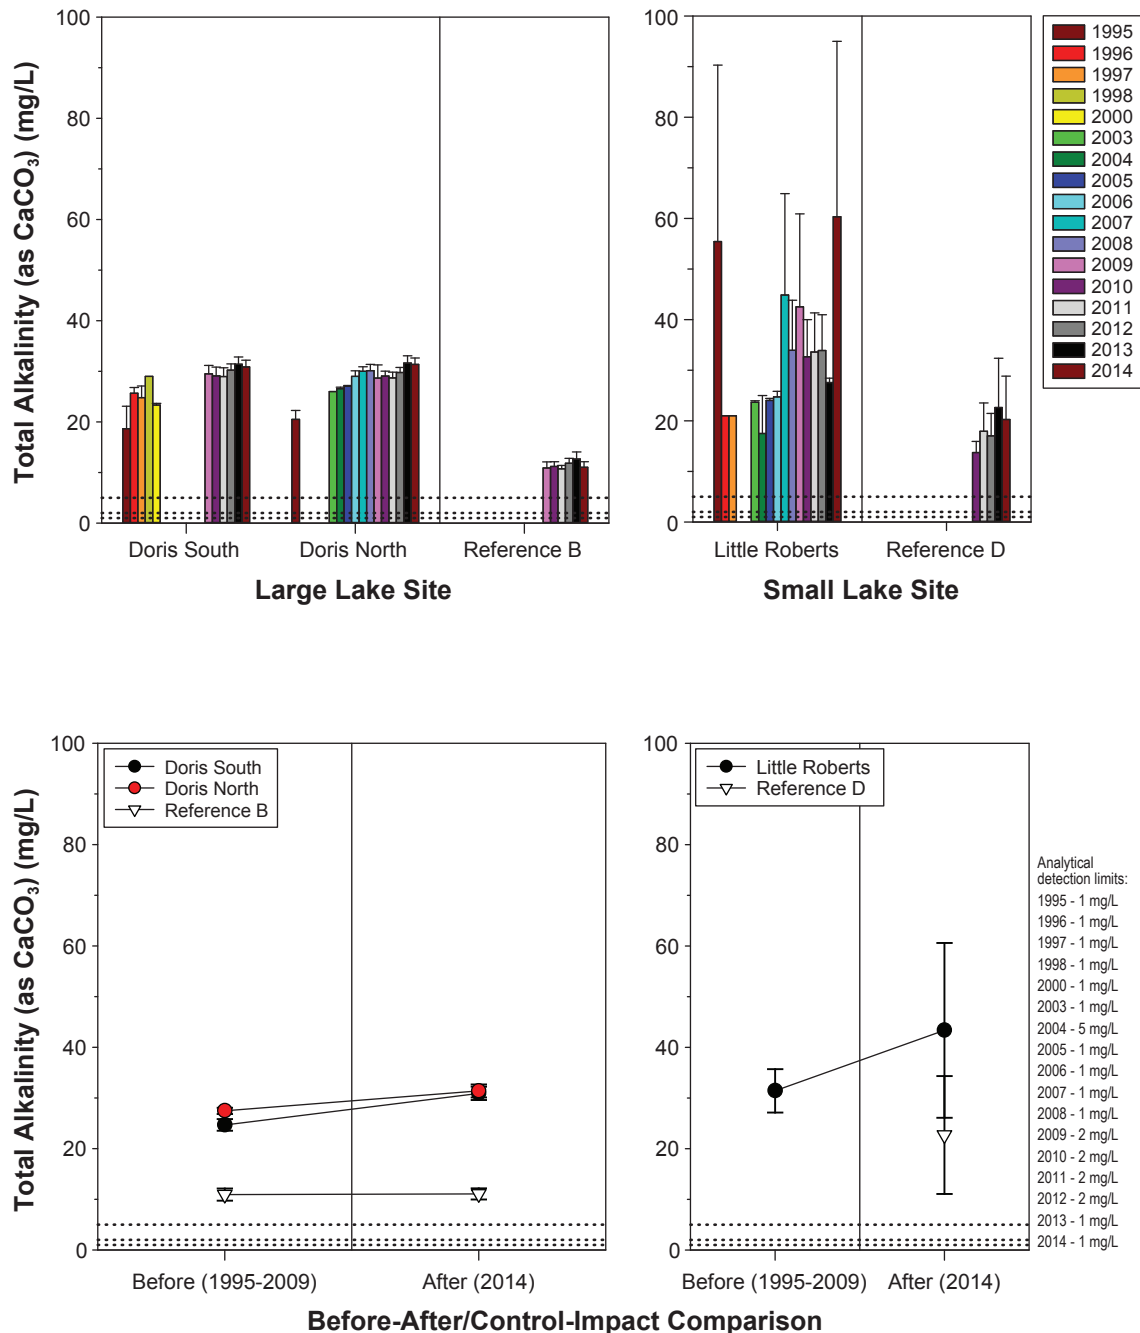 Total Alkalinity (as CaCO₃) (mg/L)
100
80
60
40
20
0
Doris South
Doris North
Reference B
Large Lake Site
100
80
60
40
20
0
Little Roberts
Reference D
Small Lake Site
1995
1996
1997
1998
2000
2003
2004
2005
2006
2007
2008
2009
2010
2011
2012
2013
2014
Total Alkalinity (as CaCO₃) (mg/L)
100
80
60
40
20
0
Doris South
Doris North
Reference B
Before (1995-2009)
After (2014)
100
80
60
40
20
0
Little Roberts
Reference D
Before (1995-2009)
After (2014)
Before-After/Control-Impact Comparison
Analytical
detection limits:
1995 - 1 mg/L
1996 - 1 mg/L
1997 - 1 mg/L
1998 - 1 mg/L
2000 - 1 mg/L
2003 - 1 mg/L
2004 - 5 mg/L
2005 - 1 mg/L
2006 - 1 mg/L
2007 - 1 mg/L
2008 - 1 mg/L
2009 - 2 mg/L
2010 - 2 mg/L
2011 - 2 mg/L
2012 - 2 mg/L
2013 - 1 mg/L
2014 - 1 mg/L